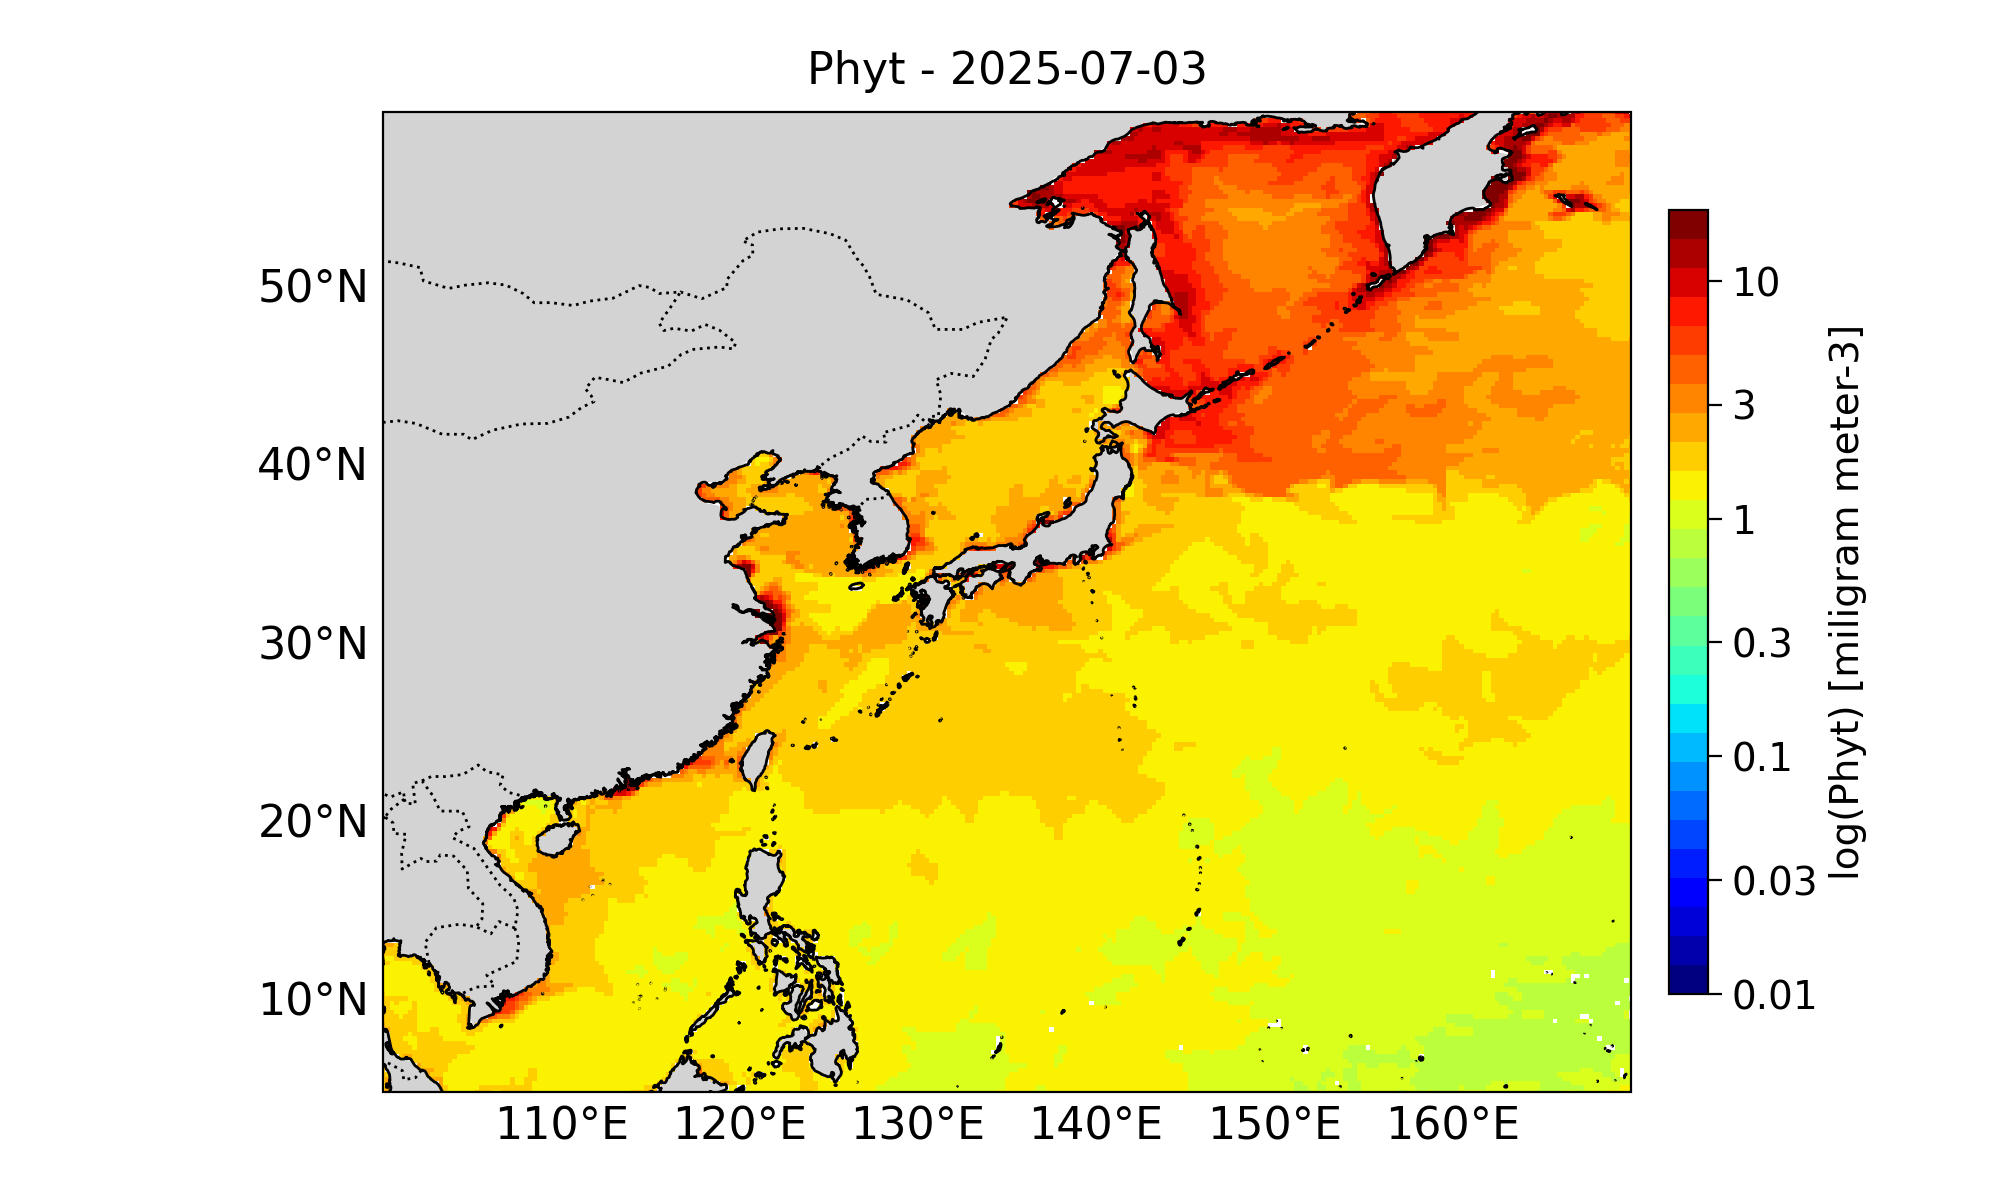 Phyt - 2025-07-03
50°N
40°N
30°N
20°N
10°N
110°E 120°E 130°E 140°E 150°E 160°E
10
3
1
0.3
0.1
0.03
0.01
log(Phyt) [miligram meter-3]